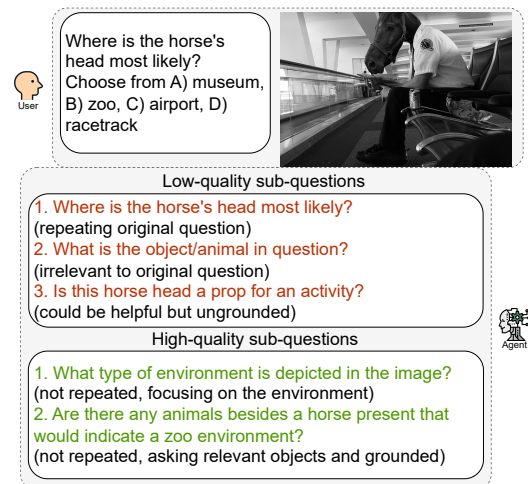 Where is the horse's
head most likely?
Choose from A) museum,
B) zoo, C) airport, D)
racetrack
User
Low-quality sub-questions
1. Where is the horse's head most likely?
(repeating original question)
2. What is the object/animal in question?
(irrelevant to original question)
3. Is this horse head a prop for an activity?
(could be helpful but ungrounded)
High-quality sub-questions
1. What type of environment is depicted in the image?
(not repeated, focusing on the environment)
2. Are there any animals besides a horse present that
would indicate a zoo environment?
(not repeated, asking relevant objects and grounded)
Agent